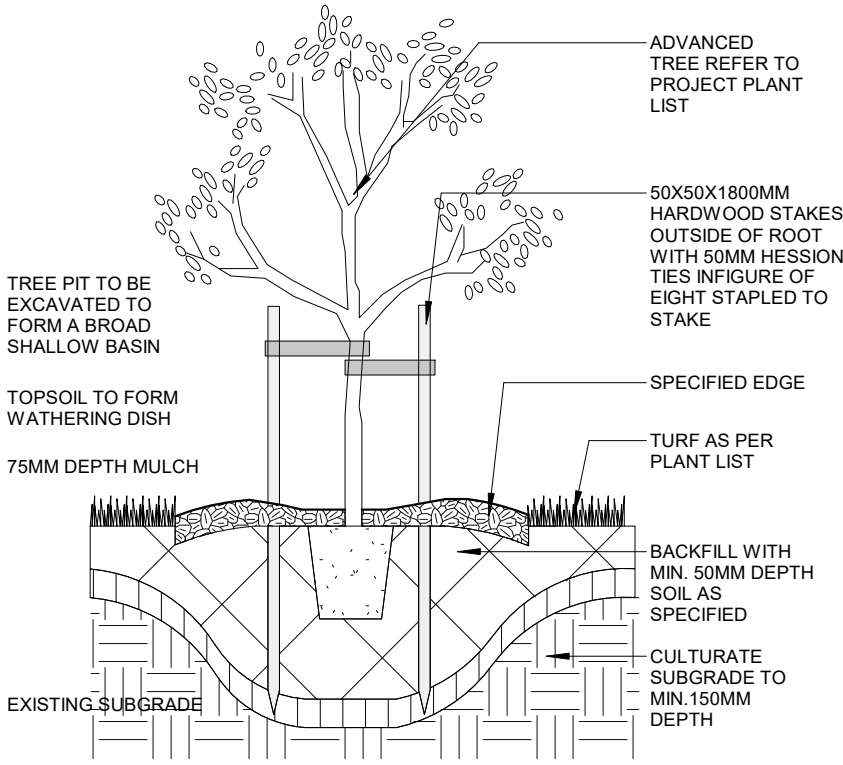 ADVANCED
TREE REFER TO
PROJECT PLANT
LIST
50X50X1800MM
HARDWOOD STAKES
OUTSIDE OF ROOT
WITH 50MM HESSION
TIES INFIGURE OF
EIGHT STAPLED TO
STAKE
TREE PIT TO BE
EXCAVATED TO
FORM A BROAD
SHALLOW BASIN
SPECIFIED EDGE
TOPSOIL TO FORM
WATHERING DISH
TURF AS PER
PLANT LIST
75MM DEPTH MULCH
BACKFILL WITH
MIN. 50MM DEPTH
SOIL AS
SPECIFIED
CULTURATE
SUBGRADE TO
MIN.150MM
DEPTH
EXISTING SUBGRADE